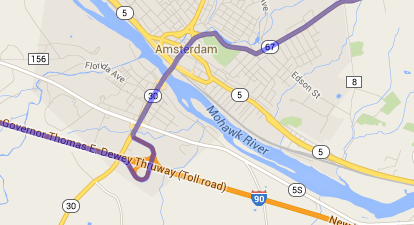 5
67
Amsterdam
156
Florida Ave
8
Edson St
30
5
Mohawk River
Governor Thomas E. Dewey Thruway (Toll road)
5
5S
90
30
New